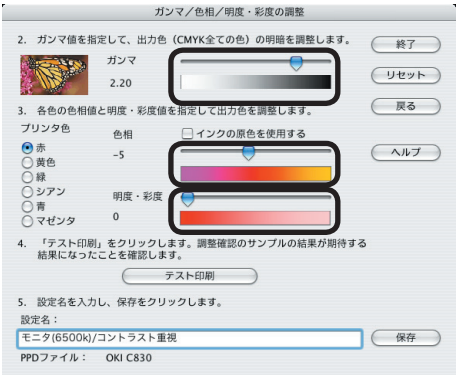 ガンマ／色相／明度・彩度の調整
2. ガンマ値を指定して、出力色（CMYK全ての色）の明暗を調整します。
終了
ガンマ
2.20
リセット
3. 各色の色相値と明度・彩度値を指定して出力色を調整します。
戻る
プリンタ色
色相
インクの原色を使用する
赤
-5
ヘルプ
黄色
緑
シアン
明度・彩度
青
0
マゼンタ
4. 「テスト印刷」をクリックします。調整確認のサンプルの結果が期待する
結果になったことを確認します。
テスト印刷
5. 設定名を入力し、保存をクリックします。
設定名：
モニタ(6500k)/コントラスト重視
保存
PPDファイル： OKI C830